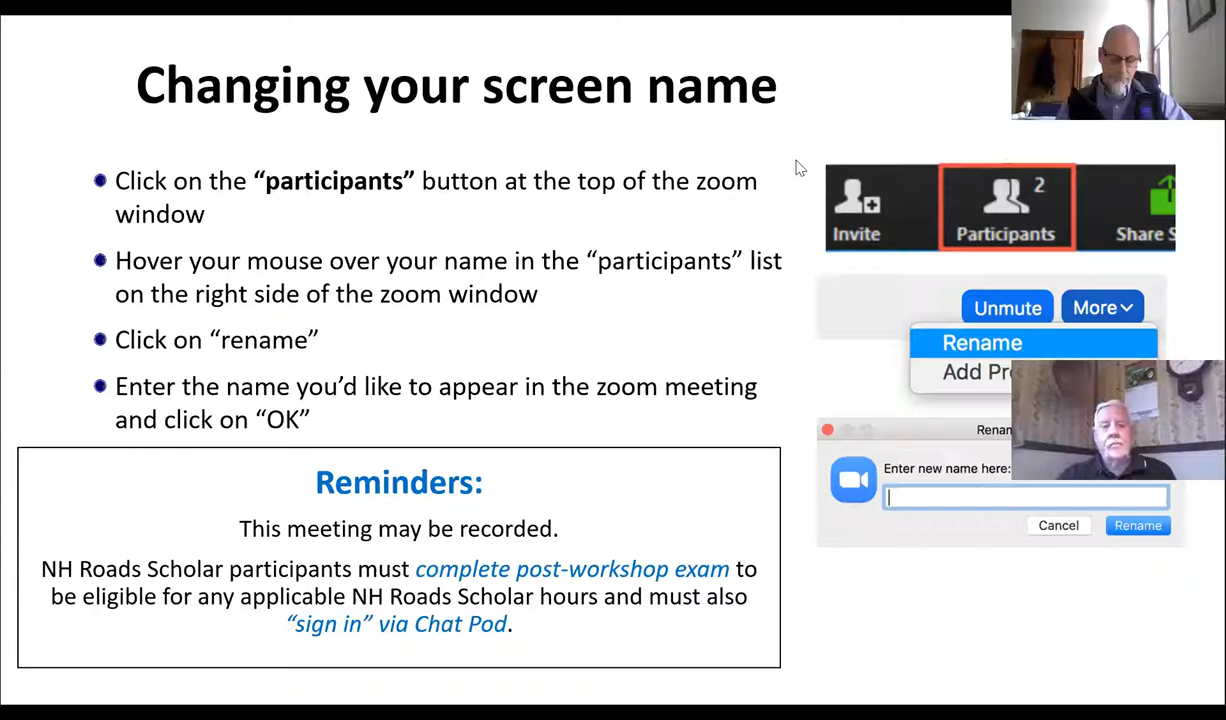 Changing your screen name
Click on the “participants” button at the top of the zoom
window
Hover your mouse over your name in the “participants” list
on the right side of the zoom window
Click on “rename”
Enter the name you’d like to appear in the zoom meeting
and click on “OK”
Reminders:
This meeting may be recorded.
NH Roads Scholar participants must complete post-workshop exam to
be eligible for any applicable NH Roads Scholar hours and must also
“sign in” via Chat Pod.
2
Invite Participants Share S
Unmute More
Rename
Add Pr
Renam
Enter new name here:
Cancel Rename